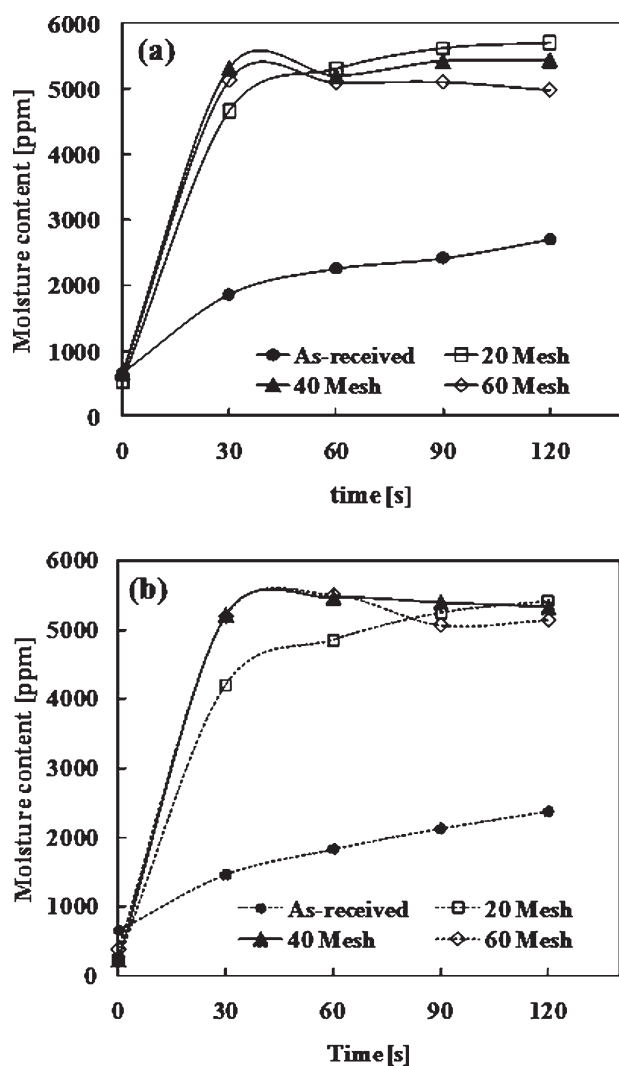 (a)
Moisture content [ppm]
6000
5000
4000
3000
2000
1000
0
As-received 20 Mesh
40 Mesh 60 Mesh
0 30 60 90 120
time [s]
(b)
Moisture content [ppm]
6000
5000
4000
3000
2000
1000
0
As-received 20 Mesh
40 Mesh 60 Mesh
0 30 60 90 120
Time [s]